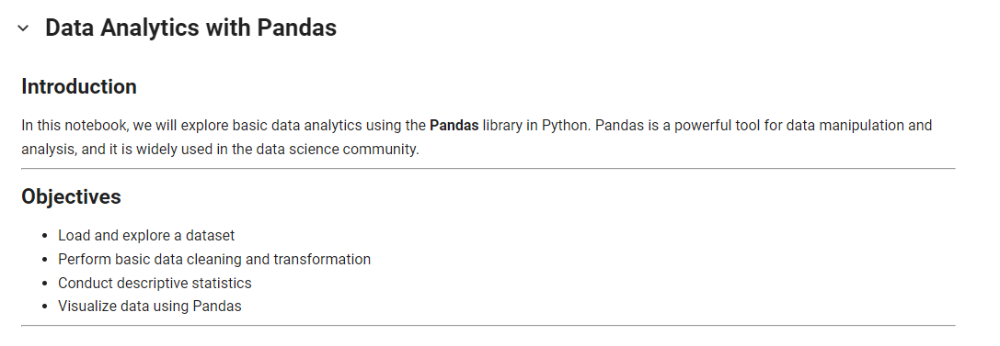 Data Analytics with Pandas
Introduction
In this notebook, we will explore basic data analytics using the Pandas library in Python. Pandas is a powerful tool for data manipulation and
analysis, and it is widely used in the data science community.
Objectives
• Load and explore a dataset
• Perform basic data cleaning and transformation
• Conduct descriptive statistics
• Visualize data using Pandas